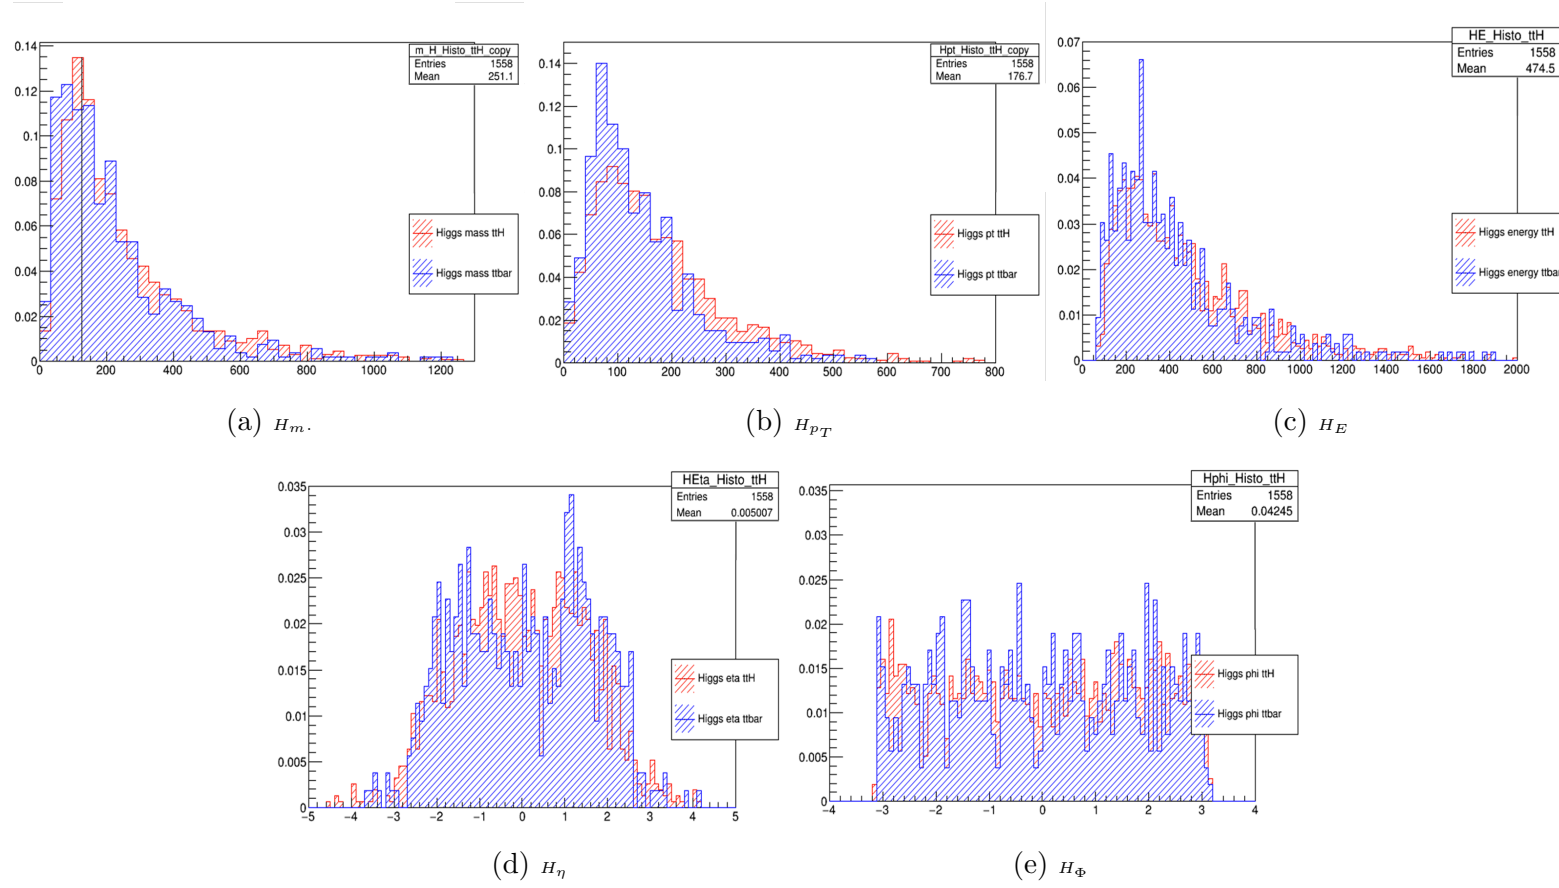 m_H_Histo_ttH_copy
Entries 1558
Mean 251.1
0.14
0.12
0.1
0.08
0.06
0.04
0.02
0
Higgs mass ttH
Higgs mass ttbar
0 200 400 600 800 1000 1200
(a) H_m.
Hpt_Histo_ttH_copy
Entries 1558
Mean 176.7
0.14
0.12
0.1
0.08
0.06
0.04
0.02
0
Higgs pt ttH
Higgs pt ttbar
0 100 200 300 400 500 600 700 800
(b) H_{p_T}
HE_Histo_ttH
Entries 1558
Mean 474.5
0.07
0.06
0.05
0.04
0.03
0.02
0.01
0
Higgs energy ttH
Higgs energy ttbar
0 200 400 600 800 1000 1200 1400 1600 1800 2000
(c) H_E
HEta_Histo_ttH
Entries 1558
Mean 0.005007
0.035
0.03
0.025
0.02
0.015
0.01
0.005
0
Higgs eta ttH
Higgs eta ttbar
−5 −4 −3 −2 −1 0 1 2 3 4 5
(d) H_η
Hphi_Histo_ttH
Entries 1558
Mean 0.04245
0.035
0.03
0.025
0.02
0.015
0.01
0.005
0
Higgs phi ttH
Higgs phi ttbar
−4 −3 −2 −1 0 1 2 3 4
(e) H_Φ